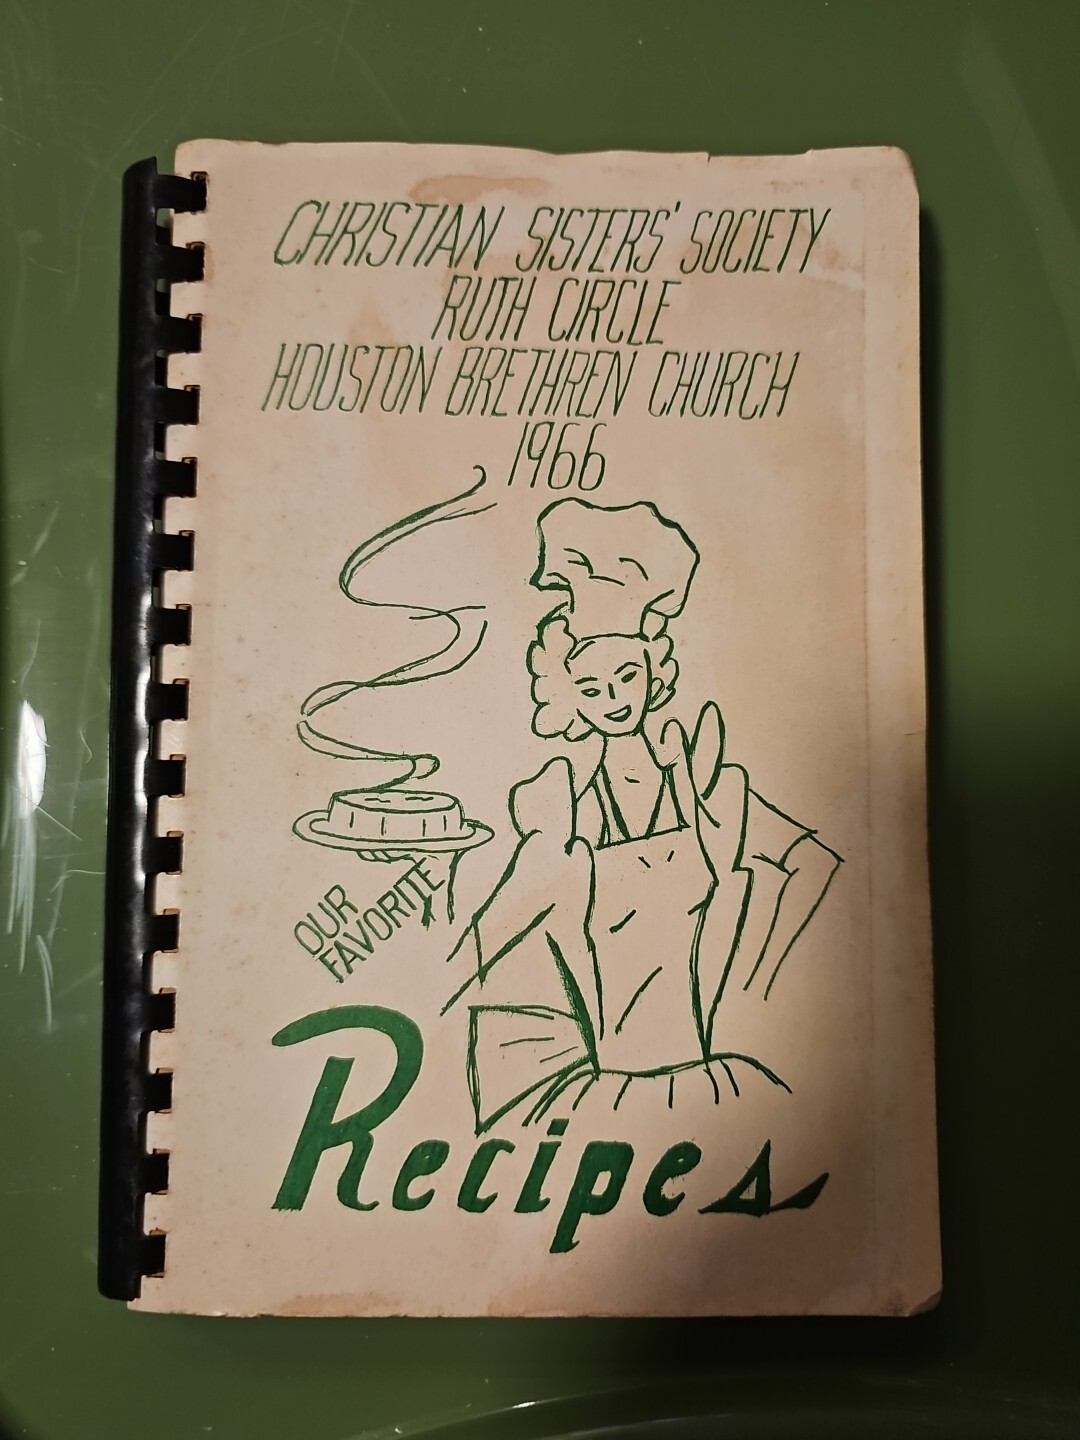 CHRISTIAN SISTERS' SOCIETY
RUTH CIRCLE
HOUSTON BRETHREN CHURCH
1966
OUR
FAVORITE
Recipes